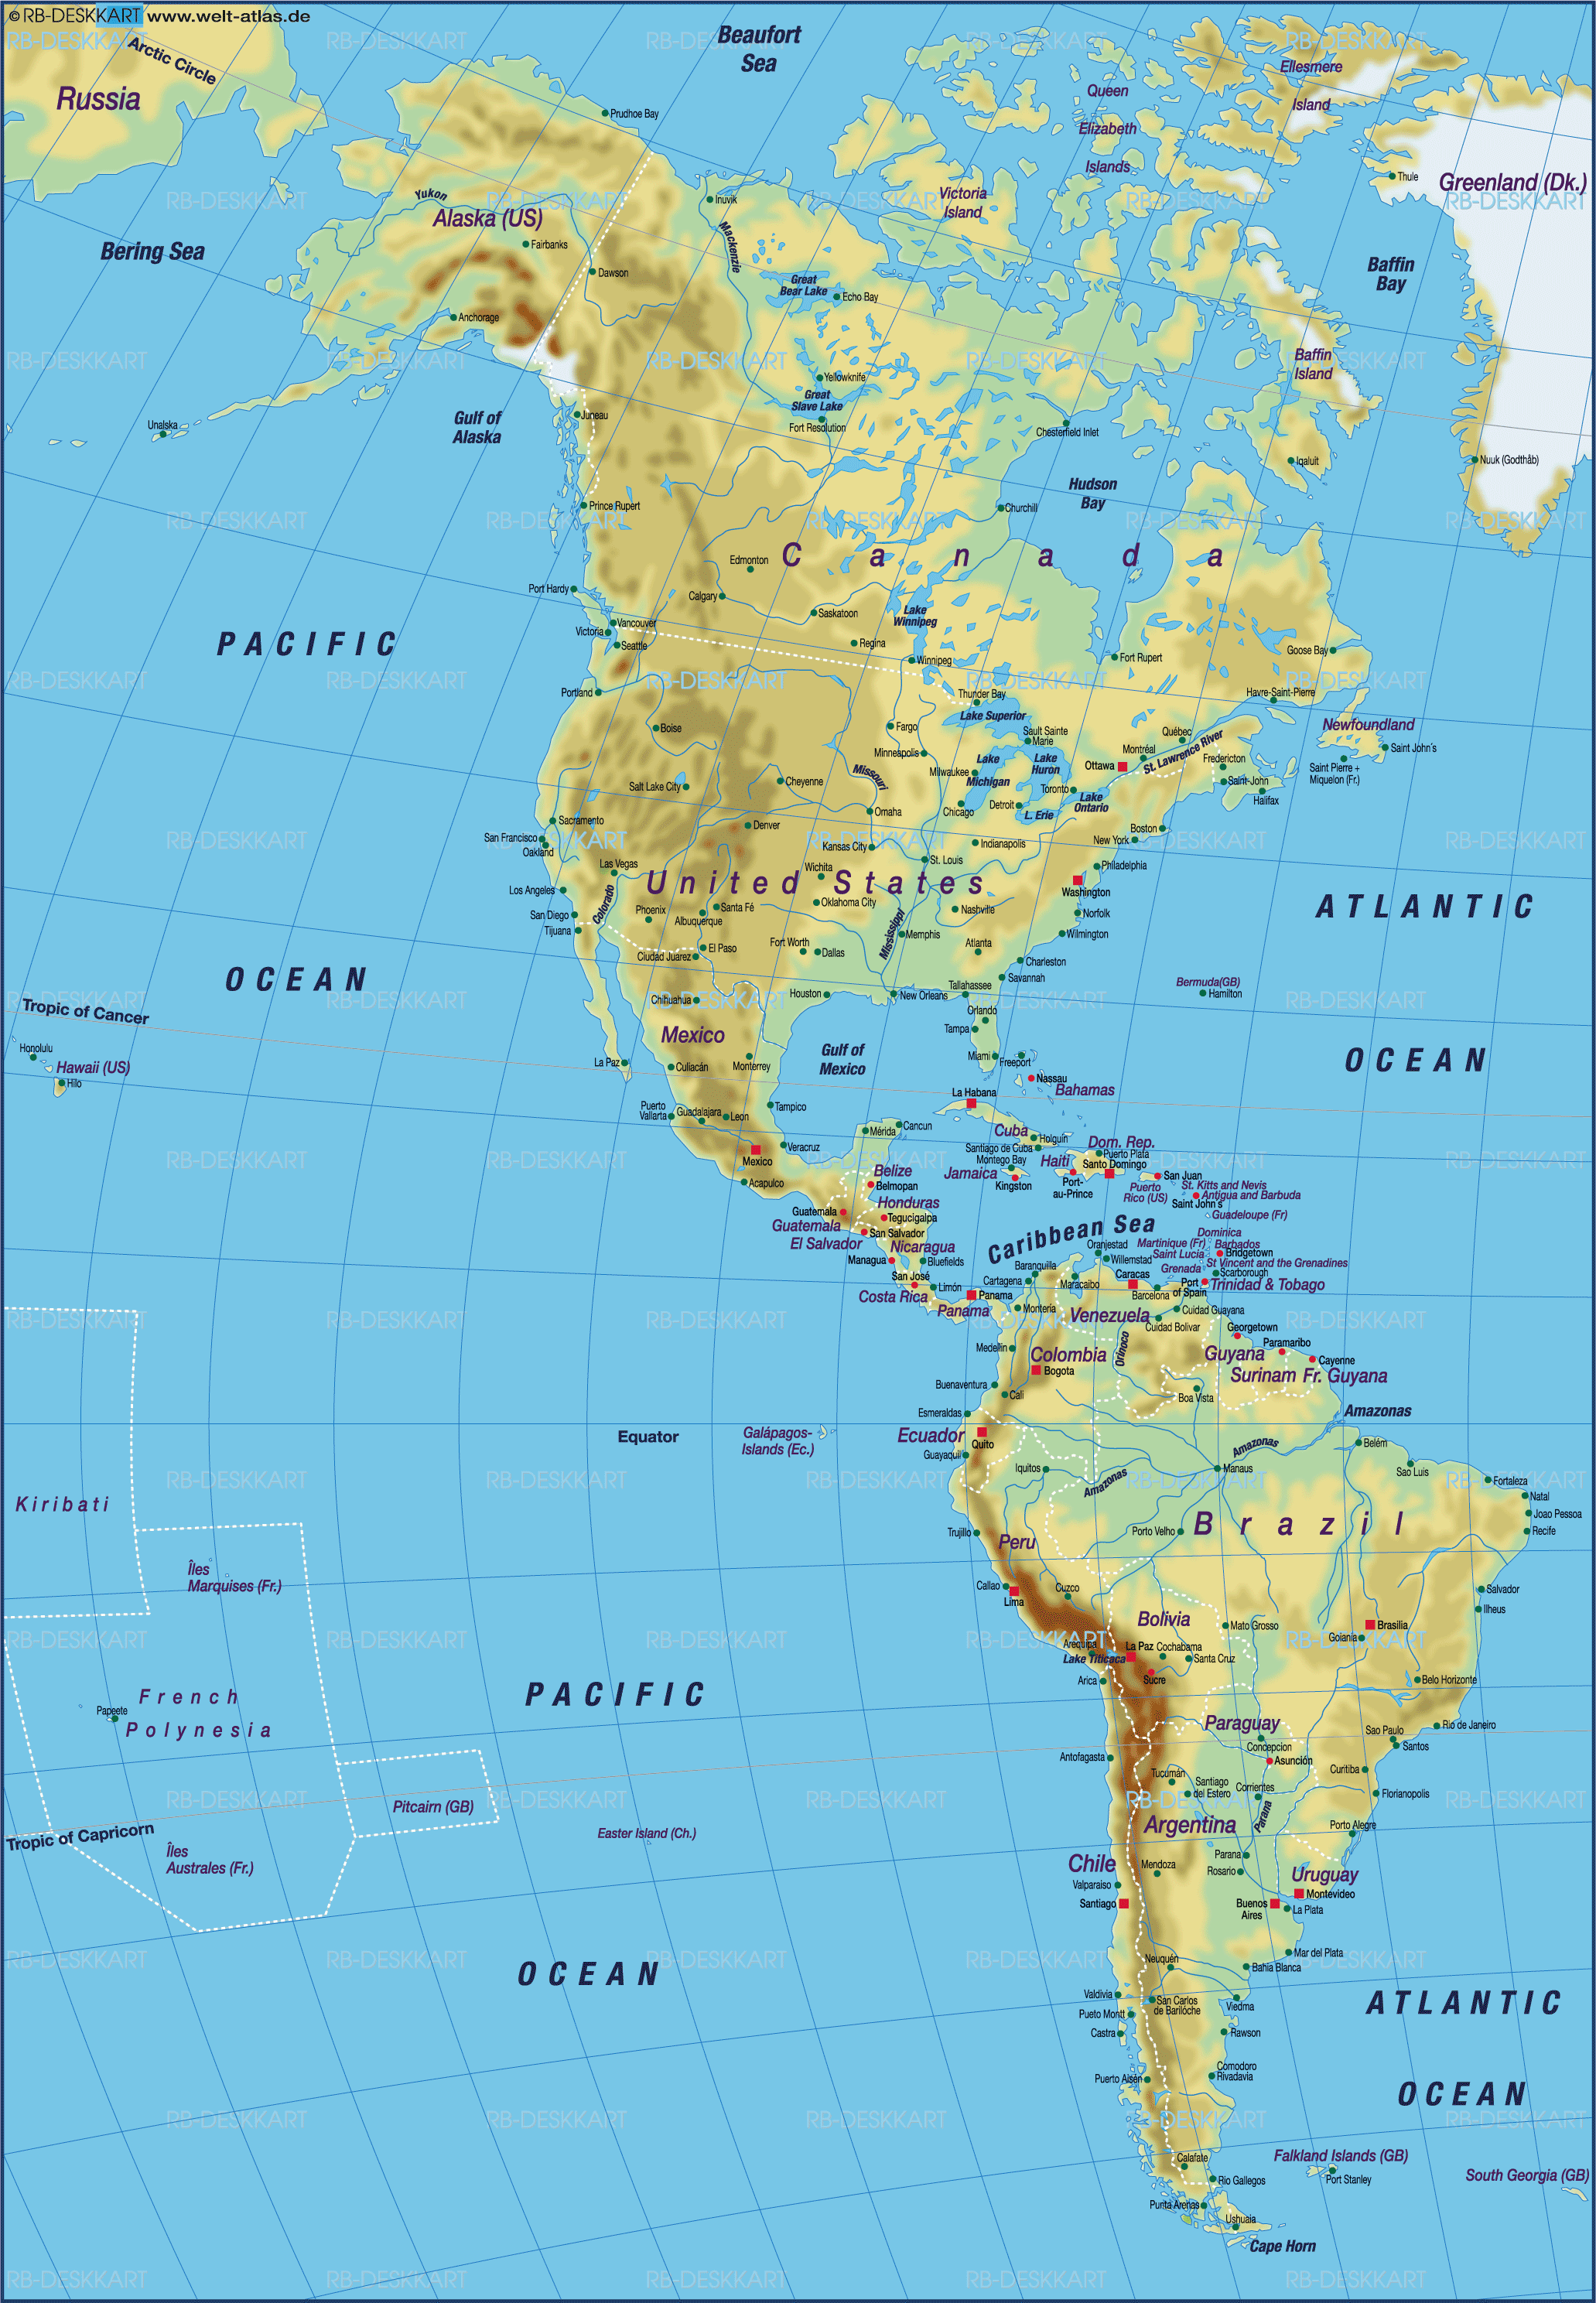 © RB-DESKKART www.welt-atlas.de
Arctic Circle
Russia
Beaufort
Sea
Prudhoe Bay
Queen
Elizabeth
Islands
Ellesmere
Island
Thule
Greenland (Dk.)
Victoria
Island
Inuvik
Mackenzie
Yukon
Alaska (US)
Fairbanks
Dawson
Anchorage
Bering Sea
Great
Bear Lake
Echo Bay
Baffin
Bay
Baffin
Island
Yellowknife
Great
Slave Lake
Fort Resolution
Chesterfield Inlet
Iqaluit
Nuuk (Godthåb)
Unalaska
Gulf of
Alaska
Juneau
Prince Rupert
Hudson
Bay
Churchill
Canada
Edmonton
Calgary
Saskatoon
Port Hardy
Vancouver
Victoria
Seattle
Regina
Lake
Winnipeg
Winnipeg
Fort Rupert
Goose Bay
PACIFIC
Portland
Boise
Thunder Bay
Lake Superior
Havre-Saint-Pierre
Newfoundland
Saint John's
Saint Pierre +
Miquelon (Fr.)
Fargo
Minneapolis
Sault Sainte
Marie
Québec
Montréal
St. Lawrence River
Fredericton
Ottawa
Saint-John
Halifax
Milwaukee
Lake
Michigan
Lake
Huron
Toronto
Lake
Ontario
Missouri
Salt Lake City
Cheyenne
Omaha
Chicago
Detroit
L. Erie
Sacramento
San Francisco
Oakland
Denver
Kansas City
Indianapolis
Boston
New York
Las Vegas
Wichita
St. Louis
Philadelphia
Washington
United States
Los Angeles
Colorado
Phoenix
Santa Fé
Albuquerque
Oklahoma City
Nashville
Norfolk
San Diego
Tijuana
Mississippi
Memphis
Wilmington
ATLANTIC
El Paso
Ciudad Juarez
Fort Worth
Dallas
Atlanta
Charleston
Savannah
OCEAN
Chihuahua
Houston
New Orleans
Tallahassee
Bermuda(GB)
Hamilton
Tropic of Cancer
Orlando
Tampa
Mexico
Honolulu
Hawaii (US)
Hilo
La Paz
Culiacán
Monterrey
Gulf of
Mexico
Miami
Freeport
Nassau
Bahamas
OCEAN
La Habana
Puerto
Vallarta
Guadalajara
Leon
Tampico
Mérida
Cancun
Cuba
Holguín
Santiago de Cuba
Montego Bay
Dom. Rep.
Puerto Plata
Santo Domingo
Mexico
Veracruz
Acapulco
Belize
Belmopan
Jamaica
Kingston
Haiti
Port-
au-Prince
Puerto
Rico (US)
San Juan
St. Kitts and Nevis
Antigua and Barbuda
Saint John's
Guadeloupe (Fr)
Honduras
Guatemala
Tegucigalpa
Guatemala
San Salvador
El Salvador
Nicaragua
Managua
Bluefields
Caribbean Sea
Dominica
Martinique (Fr)
Barbados
Saint Lucia
Bridgetown
St Vincent and the Grenadines
Grenada
Scarborough
Oranjestad
Willemstad
San José
Limón
Costa Rica
Panama
Panama
Baranquilla
Cartagena
Maracaibo
Caracas
Barcelona
Port
of Spain
Trinidad & Tobago
Montería
Venezuela
Cuidad Guayana
Cuidad Bolivar
Georgetown
Medellin
Colombia
Bogota
Orinoco
Guyana
Paramaribo
Cayenne
Surinam
Fr. Guyana
Buenaventura
Cali
Boa Vista
Esmeraldas
Amazonas
Equator
Galápagos-
Islands (Ec.)
Ecuador
Quito
Guayaquil
Iquitos
Amazonas
Amazonas
Manaus
Belém
Sao Luis
Fortaleza
Natal
Joao Pessoa
Recife
Kiribati
Trujillo
Peru
Porto Velho
Brazil
Îles
Marquises (Fr.)
Callao
Lima
Cuzco
Salvador
Ilheus
Bolivia
Mato Grosso
Brasilia
Goiania
Arequipa
La Paz
Cochabama
Lake Titicaca
Santa Cruz
Sucre
Arica
Belo Horizonte
French
Polynesia
Papeete
PACIFIC
Paraguay
Concepcion
Asunción
Sao Paulo
Santos
Rio de Janeiro
Antofagasta
Tucumán
Santiago
del Estero
Corrientes
Curitiba
Florianopolis
Pitcairn (GB)
Easter Island (Ch.)
Tropic of Capricorn
Îles
Australes (Fr.)
Argentina
Parana
Porto Alegre
Chile
Mendoza
Parana
Rosario
Uruguay
Montevideo
Valparaiso
Santiago
Buenos
Aires
La Plata
OCEAN
Mar del Plata
Neuquén
Bahia Blanca
Valdivia
San Carlos
de Barilóche
Viedma
Pueto Montt
Castra
Rawson
ATLANTIC
Puerto Aisén
Comodoro
Rivadavia
OCEAN
Calafate
Rio Gallegos
Falkland Islands (GB)
Port Stanley
South Georgia (GB)
Punta Arenas
Ushuaia
Cape Horn